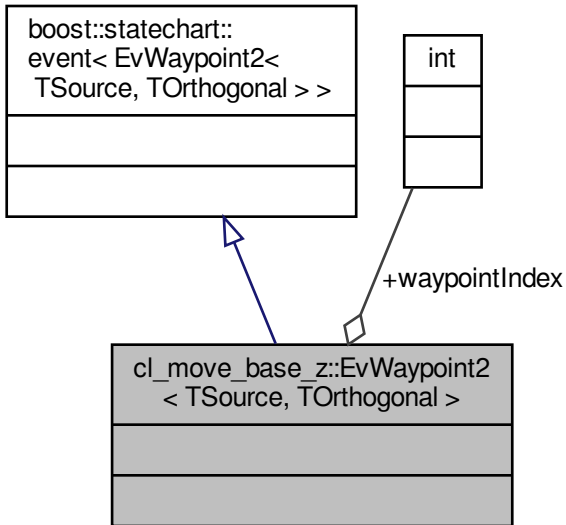 boost::statechart::
event< EvWaypoint2<
TSource, TOrthogonal > >
int
+waypointIndex
cl_move_base_z::EvWaypoint2
< TSource, TOrthogonal >